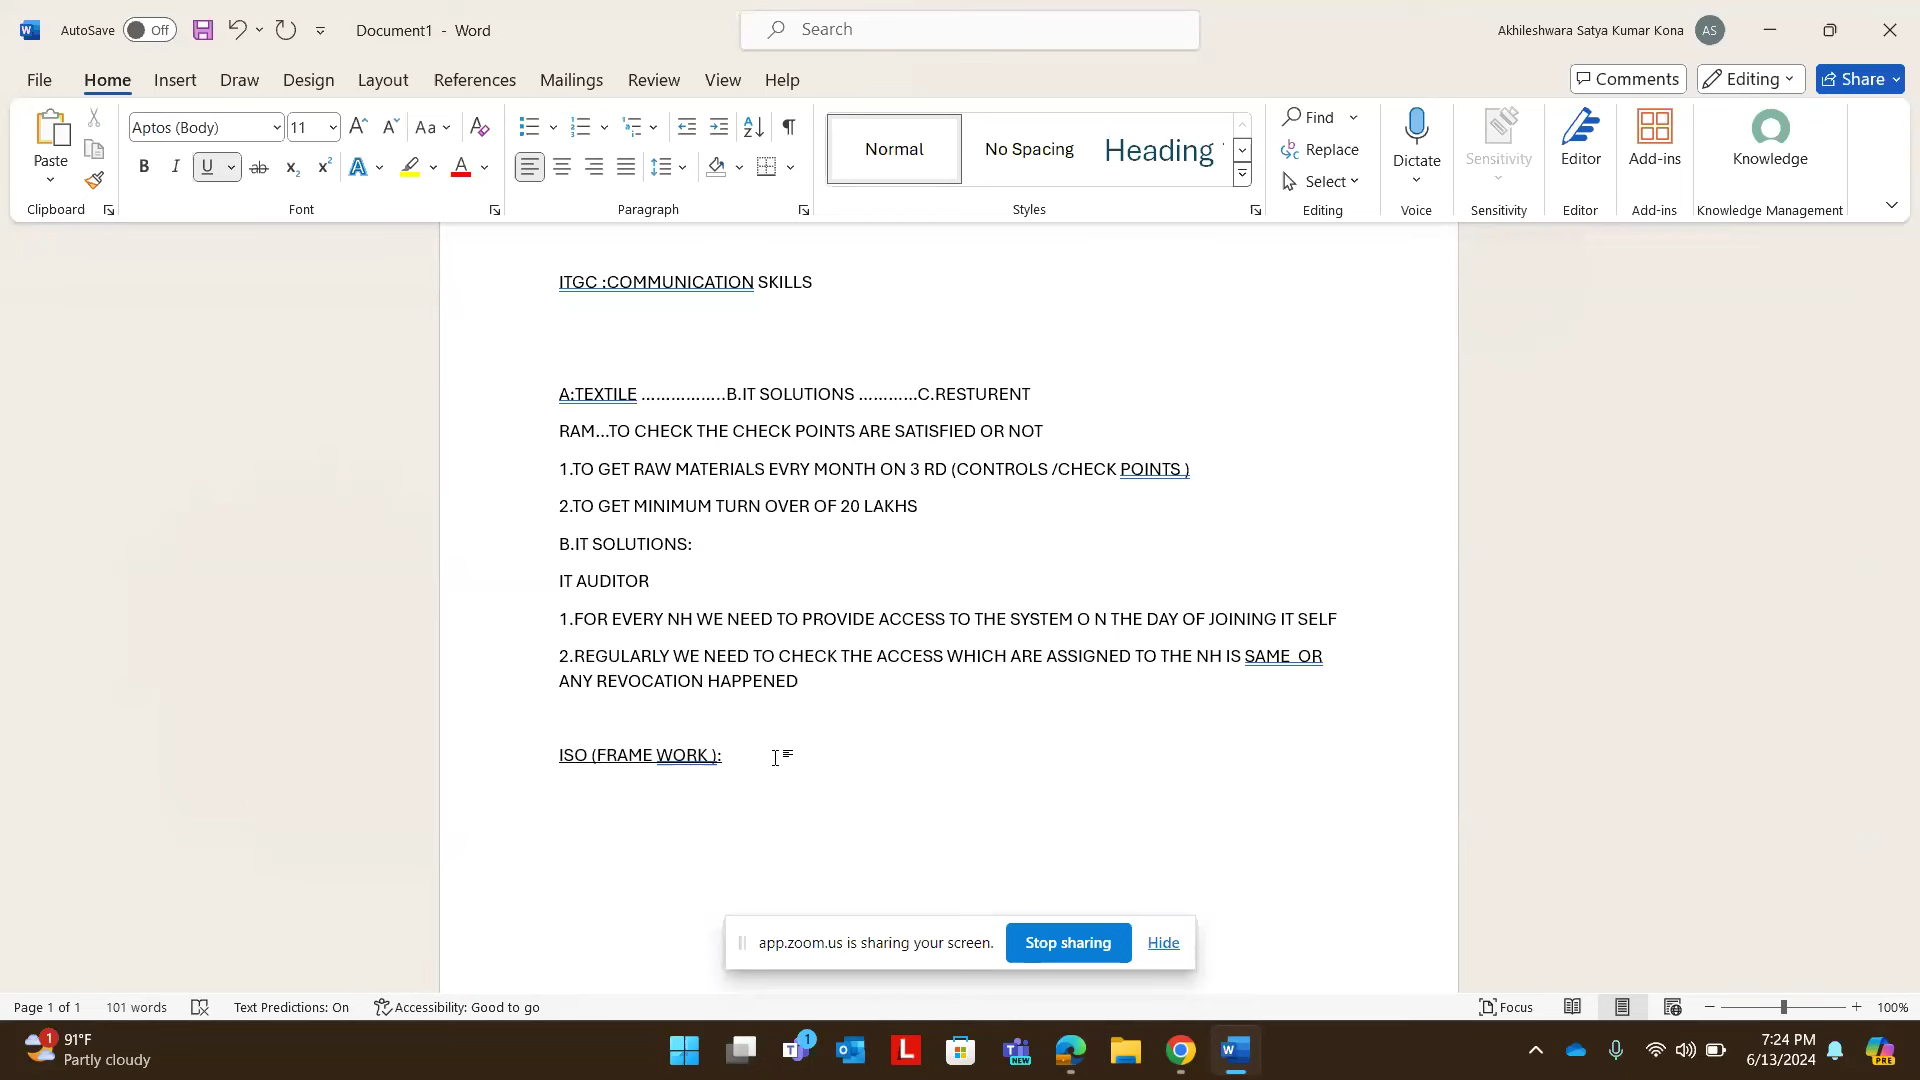 AutoSave Off Document1 - Word Search Akhileshwara Satya Kumar Kona AS
File Home Insert Draw Design Layout References Mailings Review View Help Comments Editing Share
Paste Aptos (Body) 11 Normal No Spacing Heading Find Replace Select Dictate Sensitivity Editor Add-ins Knowledge
Clipboard Font Paragraph Styles Editing Voice Sensitivity Editor Add-ins Knowledge Management
ITGC :COMMUNICATION SKILLS
A:TEXTILE ……………..B.IT SOLUTIONS …………C.RESTURENT
RAM…TO CHECK THE CHECK POINTS ARE SATISFIED OR NOT
1.TO GET RAW MATERIALS EVRY MONTH ON 3 RD (CONTROLS /CHECK POINTS )
2.TO GET MINIMUM TURN OVER OF 20 LAKHS
B.IT SOLUTIONS:
IT AUDITOR
1.FOR EVERY NH WE NEED TO PROVIDE ACCESS TO THE SYSTEM O N THE DAY OF JOINING IT SELF
2.REGULARLY WE NEED TO CHECK THE ACCESS WHICH ARE ASSIGNED TO THE NH IS SAME  OR
ANY REVOCATION HAPPENED
ISO (FRAME WORK ):
app.zoom.us is sharing your screen. Stop sharing Hide
Page 1 of 1 101 words Text Predictions: On Accessibility: Good to go Focus 100%
91°F
Partly cloudy
7:24 PM
6/13/2024